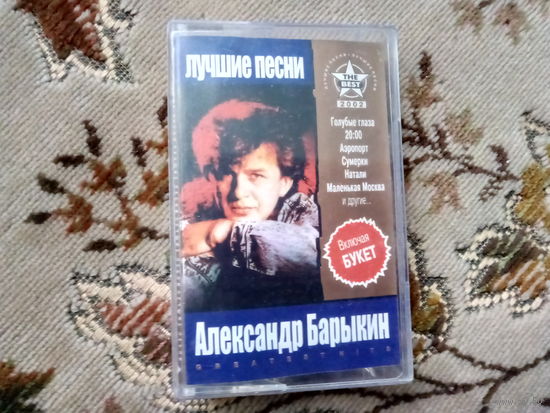 лучшие песни
THE
BEST
2002
Голубые глаза
20:00
Аэропорт
Сумерки
Натали
Маленькая Москва
и другие...
Включая
БУКЕТ
Александр Барыкин
GREATEST HITS